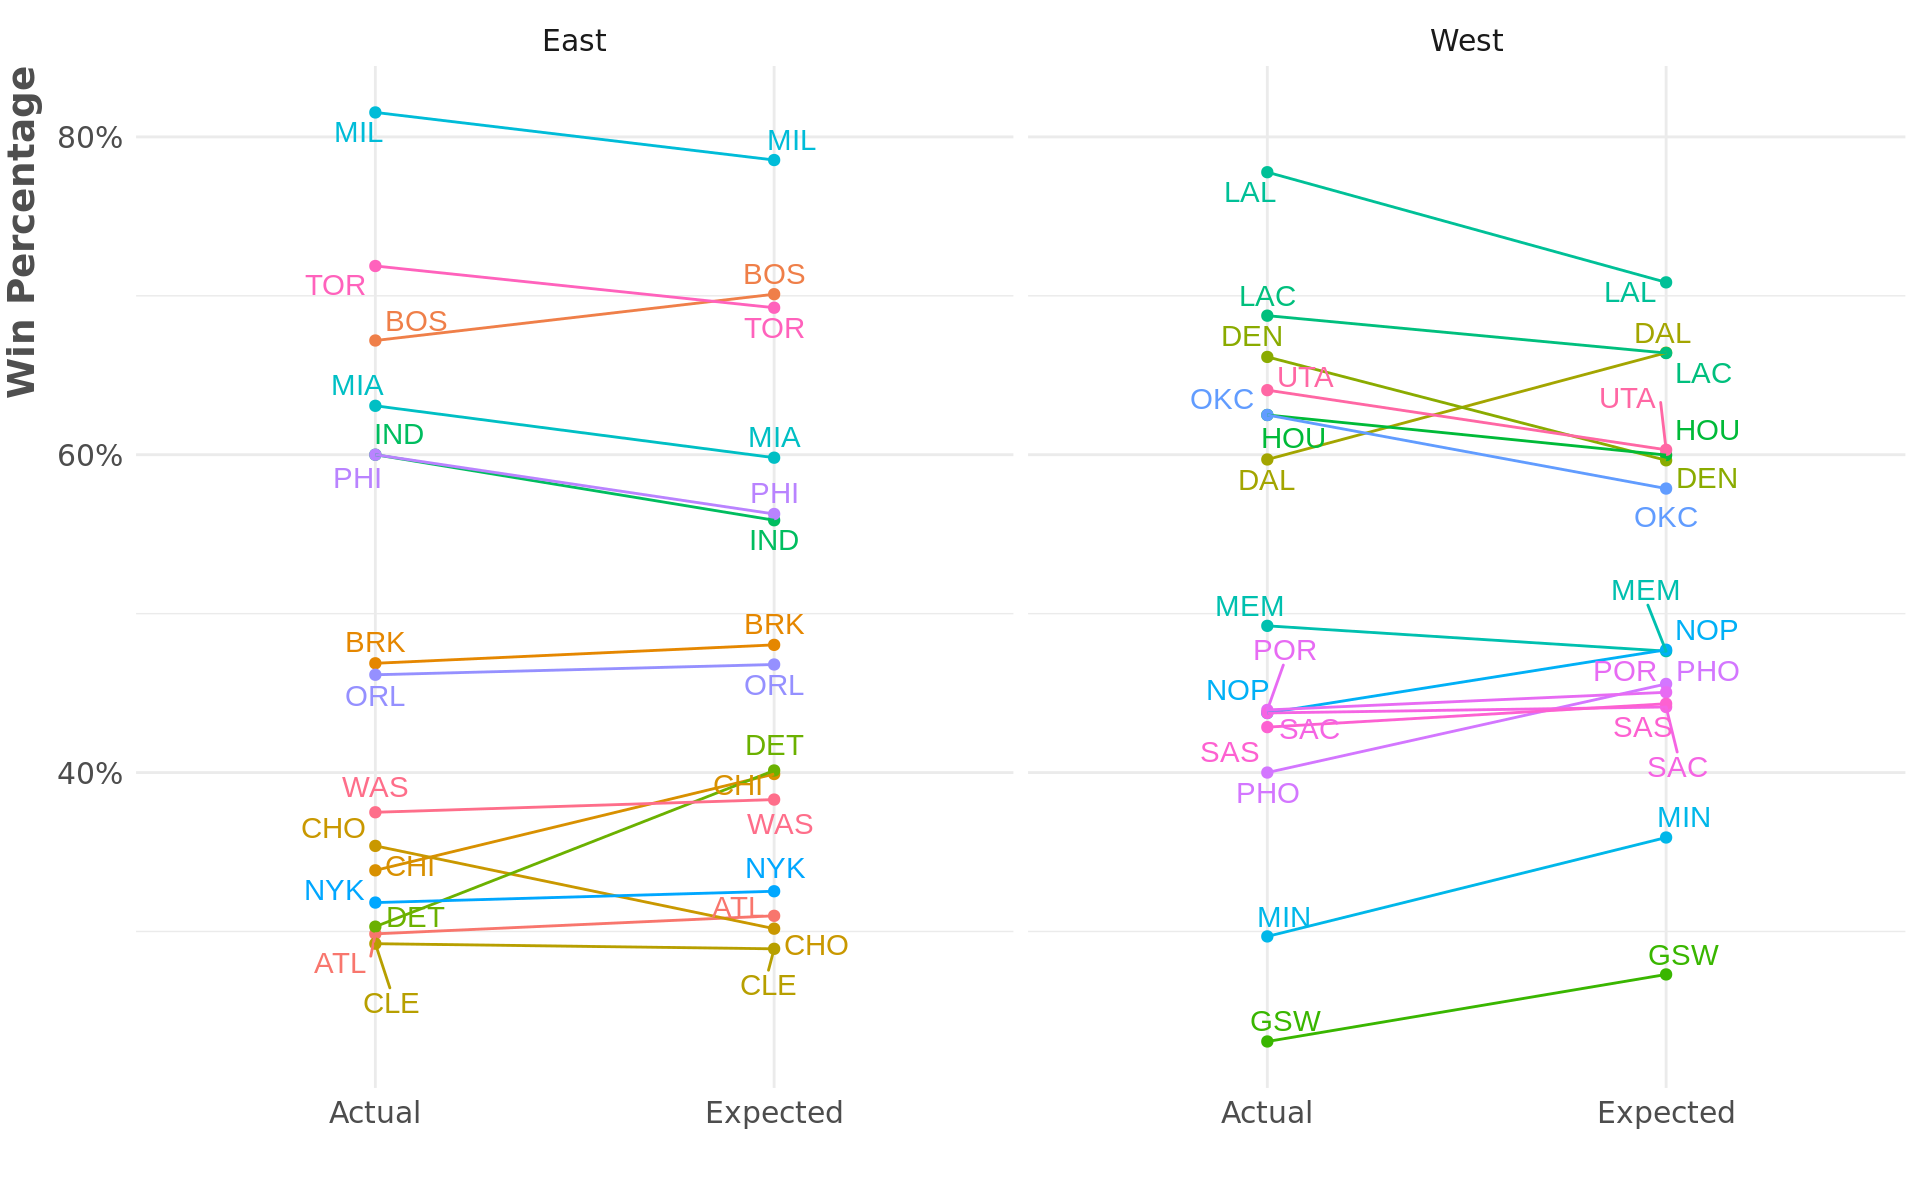 East
West
Win Percentage
80%
60%
40%
MIL
MIL
TOR
BOS
BOS
TOR
MIA
MIA
IND
PHI
PHI
IND
BRK
BRK
ORL
ORL
DET
WAS
CHI
WAS
CHO
CHI
NYK
NYK
DET
ATL
ATL
CHO
CLE
CLE
LAL
LAL
LAC
DEN
DAL
UTA
LAC
OKC
UTA
HOU
HOU
DAL
DEN
OKC
MEM
MEM
POR
NOP
NOP
POR
PHO
SAC
SAS
SAS
SAC
PHO
MIN
MIN
GSW
GSW
Actual
Expected
Actual
Expected